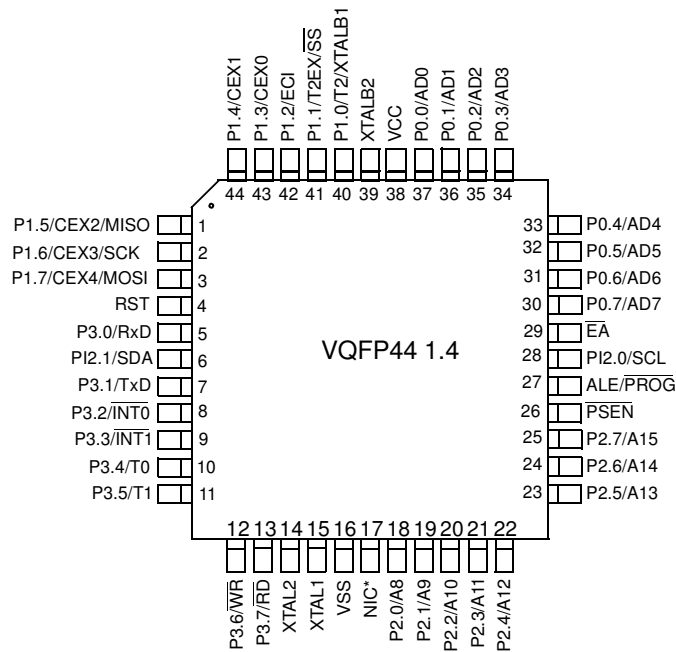 P1.4/CEX1
P1.3/CEX0
P1.2/ECI
P1.1/T2EX/S̅S̅
P1.0/T2/XTALB1
XTALB2
VCC
P0.0/AD0
P0.1/AD1
P0.2/AD2
P0.3/AD3
44 43 42 41 40 39 38 37 36 35 34
P1.5/CEX2/MISO 1
P1.6/CEX3/SCK 2
P1.7/CEX4/MOSI 3
RST 4
P3.0/RxD 5
PI2.1/SDA 6
P3.1/TxD 7
P3.2/I̅N̅T̅0̅ 8
P3.3/I̅N̅T̅1̅ 9
P3.4/T0 10
P3.5/T1 11
VQFP44 1.4
33 P0.4/AD4
32 P0.5/AD5
31 P0.6/AD6
30 P0.7/AD7
29 E̅A̅
28 PI2.0/SCL
27 ALE/P̅R̅O̅G̅
26 P̅S̅E̅N̅
25 P2.7/A15
24 P2.6/A14
23 P2.5/A13
12 13 14 15 16 17 18 19 20 21 22
P3.6/W̅R̅
P3.7/R̅D̅
XTAL2
XTAL1
VSS
NIC*
P2.0/A8
P2.1/A9
P2.2/A10
P2.3/A11
P2.4/A12